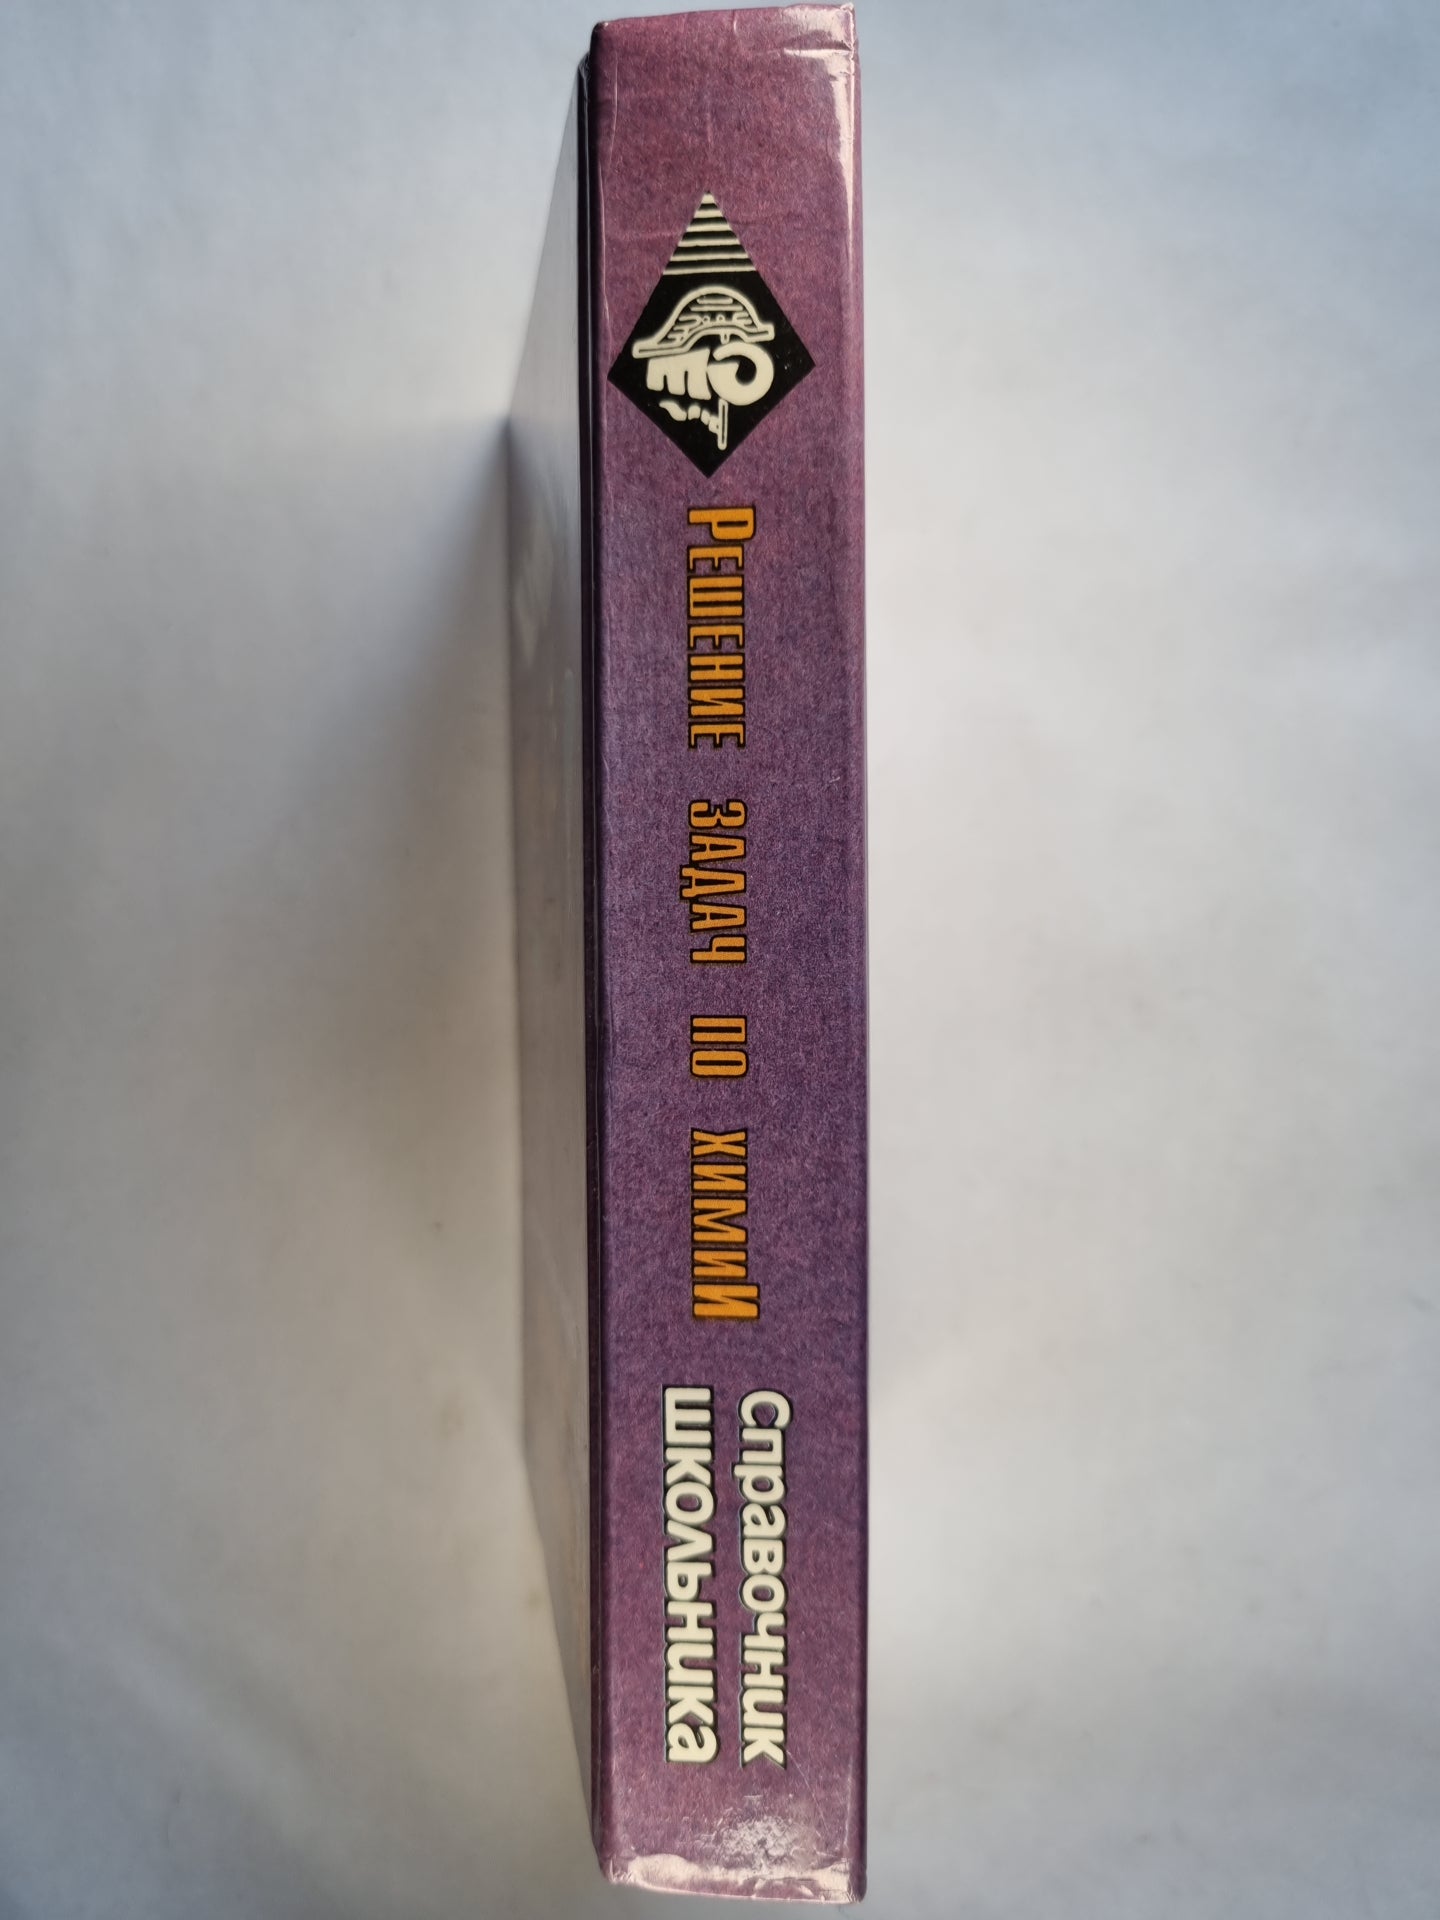 РЕШЕНИЕ ЗАДАЧ ПО ХИМИИ
справочник
школьника